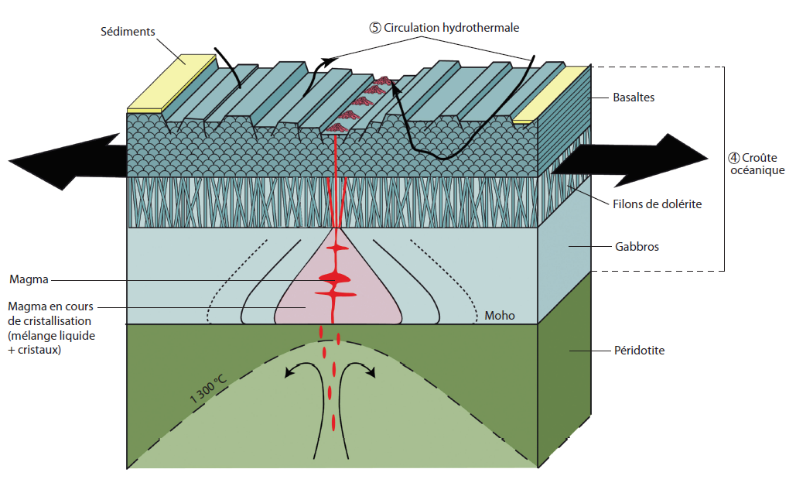 Sédiments
⑤ Circulation hydrothermale
Basaltes
④ Croûte
océanique
Filons de dolérite
Gabbros
Magma
Magma en cours
de cristallisation
(mélange liquide
+ cristaux)
Moho
Péridotite
1 300 °C